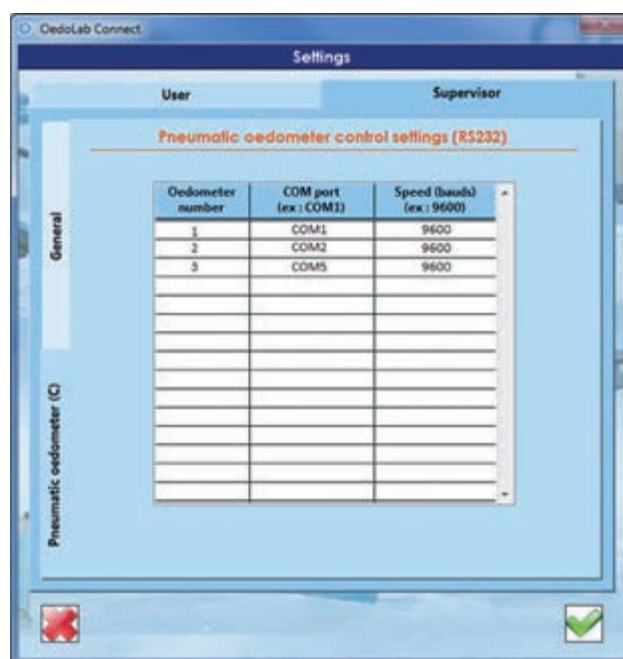 OedoLab Connect
Settings
User
Supervisor
Pneumatic oedometer control settings (RS232)
General
Pneumatic oedometer (C)
Oedometer number
COM port (ex : COM1)
Speed (bauds) (ex : 9600)
1 COM1 9600
2 COM2 9600
3 COM5 9600